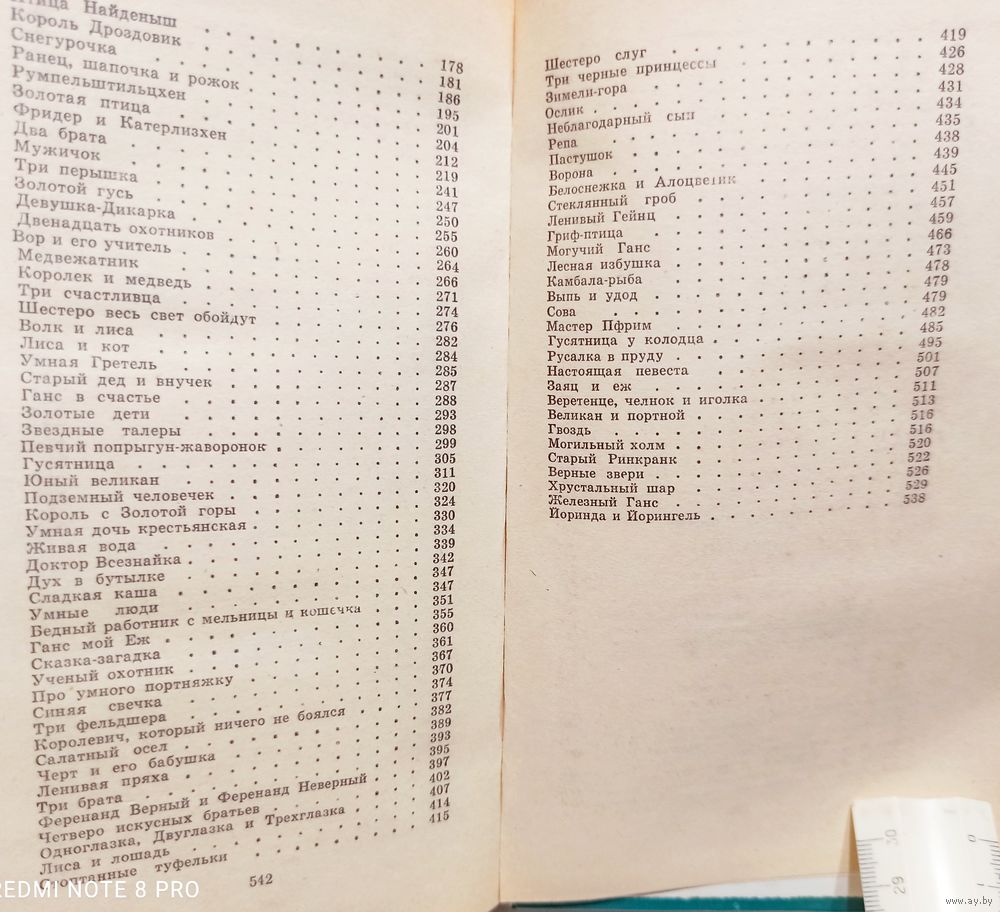 Птица Найденыш 178
Король Дроздовик 181
Снегурочка 186
Ранец, шапочка и рожок 195
Румпельштильцхен 201
Золотая птица 204
Фридер и Катерлизхен 212
Два брата 219
Мужичок 241
Три перышка 247
Золотой гусь 250
Девушка-Дикарка 255
Двенадцать охотников 260
Вор и его учитель 264
Медвежатник 266
Королек и медведь 271
Три счастливца 274
Шестеро весь свет обойдут 276
Волк и лиса 282
Лиса и кот 284
Умная Гретель 285
Старый дед и внучек 287
Ганс в счастье 288
Золотые дети 293
Звездные талеры 298
Певчий попрыгун-жаворонок 299
Гусятница 305
Юный великан 311
Подземный человечек 320
Король с Золотой горы 324
Умная дочь крестьянская 330
Живая вода 334
Доктор Всезнайка 339
Дух в бутылке 342
Сладкая каша 347
Умные люди 347
Бедный работник с мельницы и кошечка 351
Ганс мой Еж 355
Сказка-загадка 360
Ученый охотник 361
Про умного портняжку 367
Синяя свечка 370
Три фельдшера 374
Королевич, который ничего не боялся 377
Салатный осел 382
Черт и его бабушка 389
Ленивая пряха 393
Три брата 395
Ференанд Верный и Ференанд Неверный 397
Четверо искусных братьев 402
Одноглазка, Двуглазка и Трехглазка 407
Лиса и лошадь 414
Стоптанные туфельки 415
542
Шестеро слуг 419
Три черные принцессы 426
Зимели-гора 428
Ослик 431
Неблагодарный сын 434
Репа 435
Пастушок 438
Ворона 439
Белоснежка и Алоцветик 445
Стеклянный гроб 451
Ленивый Гейнц 457
Гриф-птица 459
Могучий Ганс 466
Лесная избушка 473
Камбала-рыба 478
Выпь и удод 479
Сова 479
Мастер Пфрим 482
Гусятница у колодца 485
Русалка в пруду 495
Настоящая невеста 501
Заяц и еж 507
Веретенце, челнок и иголка 511
Великан и портной 513
Гвоздь 516
Могильный холм 516
Старый Ринкранк 520
Верные звери 522
Хрустальный шар 526
Железный Ганс 529
Йоринда и Йорингель 538
30
29
REDMI NOTE 8 PRO
www.ay.by